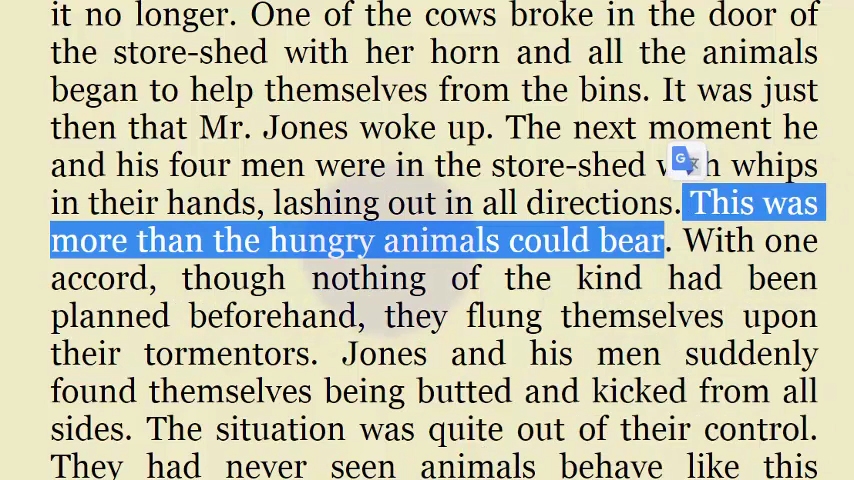 it no longer. One of the cows broke in the door of
the store-shed with her horn and all the animals
began to help themselves from the bins. It was just
then that Mr. Jones woke up. The next moment he
and his four men were in the store-shed with whips
in their hands, lashing out in all directions. This was
more than the hungry animals could bear. With one
accord, though nothing of the kind had been
planned beforehand, they flung themselves upon
their tormentors. Jones and his men suddenly
found themselves being butted and kicked from all
sides. The situation was quite out of their control.
They had never seen animals behave like this